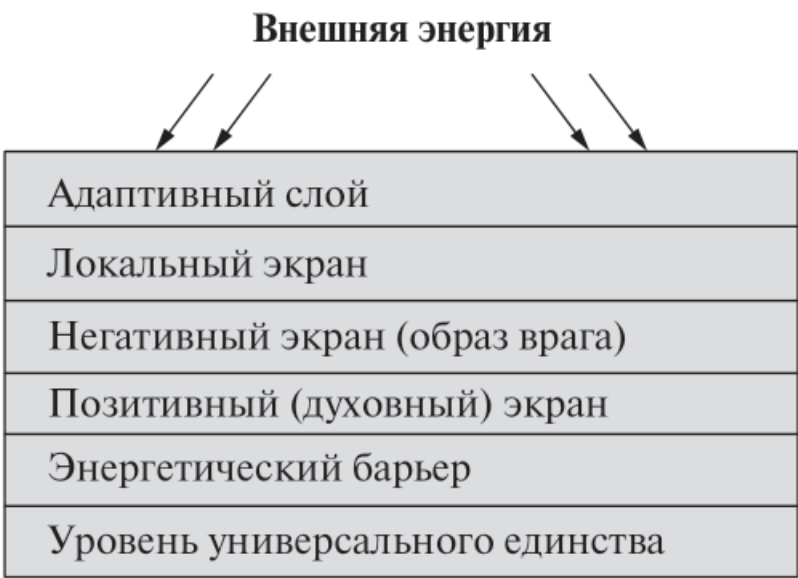 Внешняя энергия
Адаптивный слой
Локальный экран
Негативный экран (образ врага)
Позитивный (духовный) экран
Энергетический барьер
Уровень универсального единства